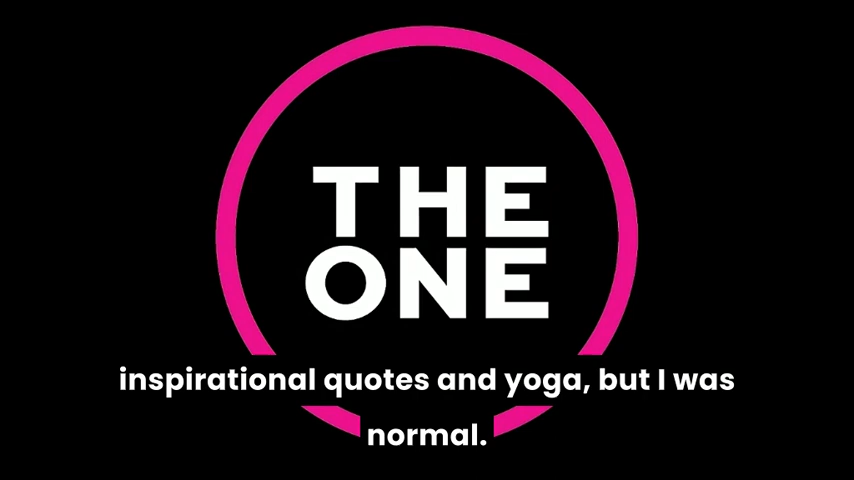 THE
ONE
inspirational quotes and yoga, but I was
normal.